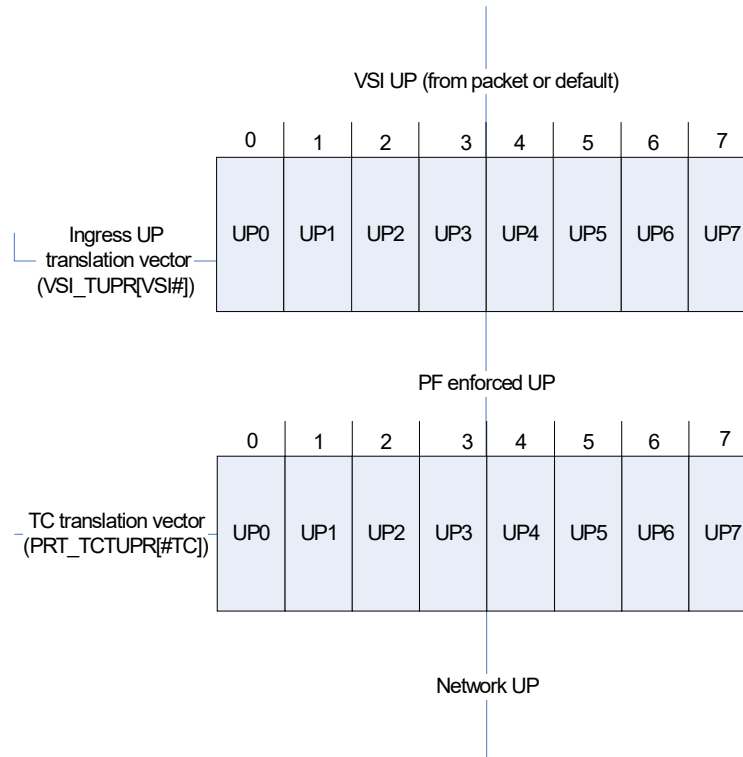 VSI UP (from packet or default)
0 1 2 3 4 5 6 7
Ingress UP
translation vector
(VSI_TUPR[VSI#])
UP0 UP1 UP2 UP3 UP4 UP5 UP6 UP7
PF enforced UP
0 1 2 3 4 5 6 7
TC translation vector
(PRT_TCTUPR[#TC])
UP0 UP1 UP2 UP3 UP4 UP5 UP6 UP7
Network UP